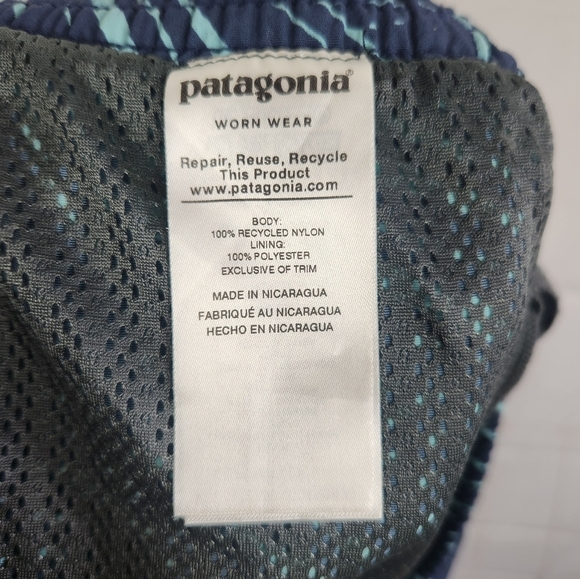 patagonia®
WORN WEAR
Repair, Reuse, Recycle
This Product
www.patagonia.com
BODY:
100% RECYCLED NYLON
LINING:
100% POLYESTER
EXCLUSIVE OF TRIM
MADE IN NICARAGUA
FABRIQUÉ AU NICARAGUA
HECHO EN NICARAGUA